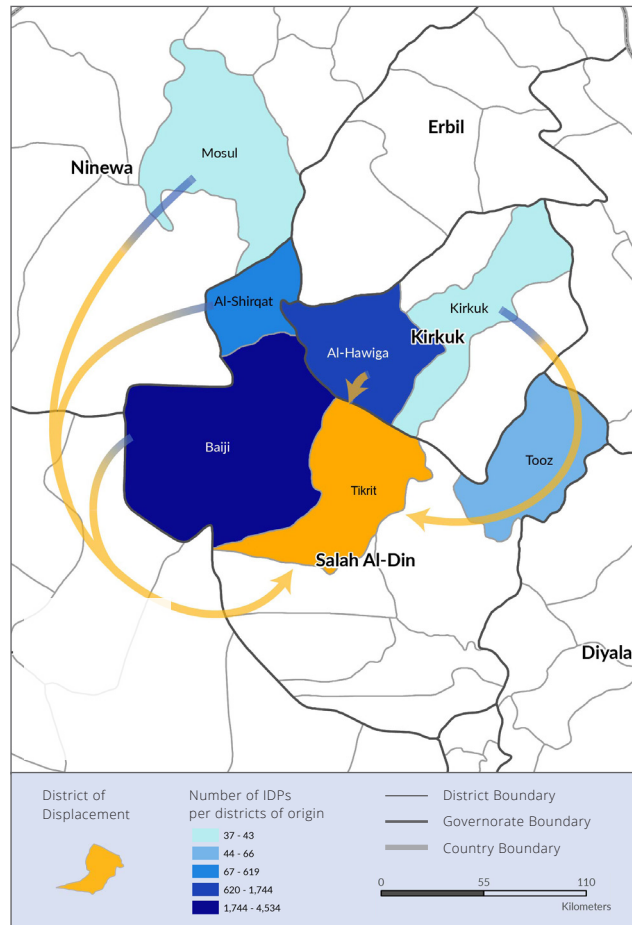 Erbil
Mosul
Ninewa
Al-Shirqat
Kirkuk
Kirkuk
Al-Hawiga
Baiji
Tooz
Tikrit
Salah Al-Din
Diyala
District of
Displacement
Number of IDPs
per districts of origin
37 - 43
44 - 66
67 - 619
620 - 1,744
1,744 - 4,534
District Boundary
Governorate Boundary
Country Boundary
0 55 110
Kilometers